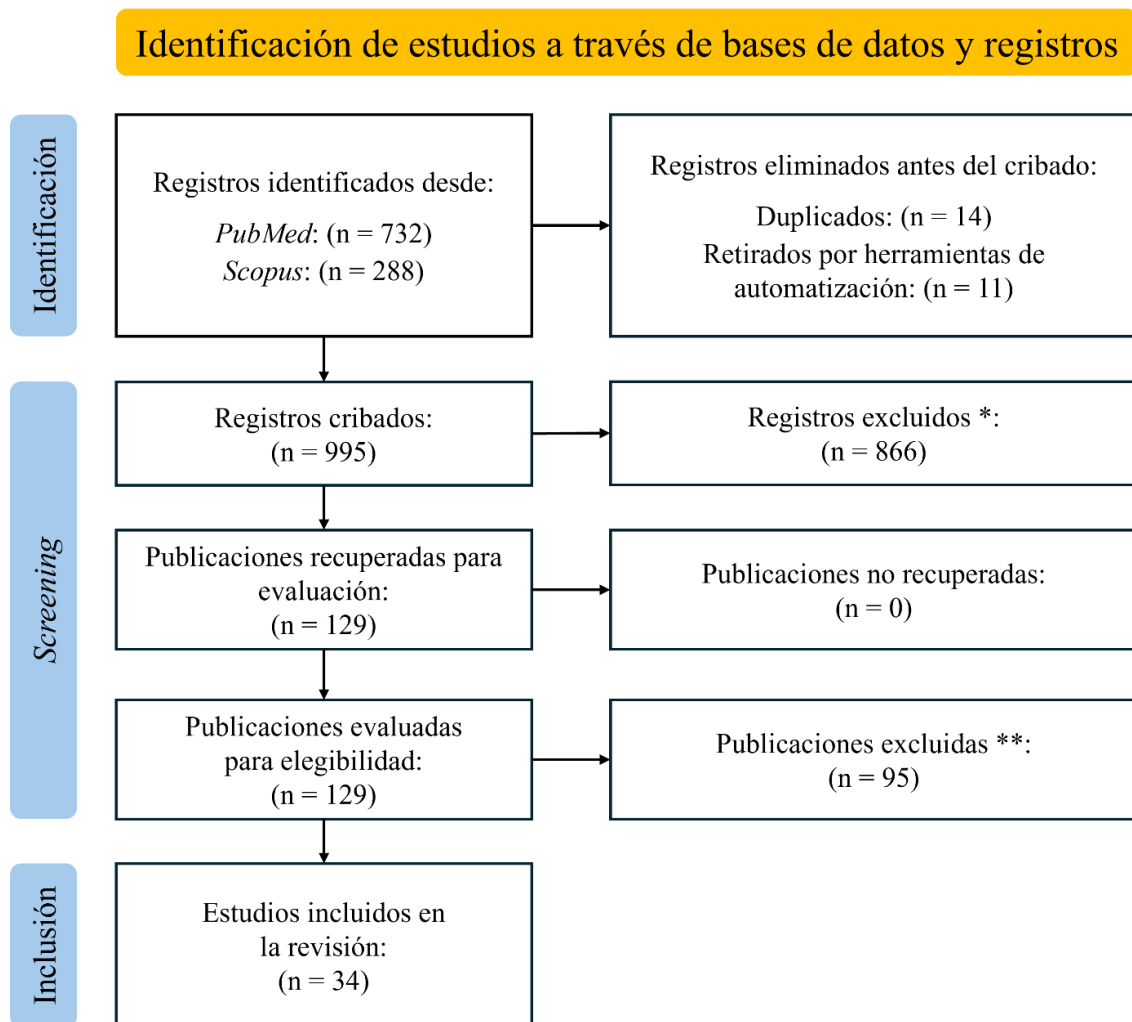 Identificación de estudios a través de bases de datos y registros
Identificación
Registros identificados desde:
PubMed: (n = 732)
Scopus: (n = 288)
Registros eliminados antes del cribado:
Duplicados: (n = 14)
Retirados por herramientas de
automatización: (n = 11)
Screening
Registros cribados:
(n = 995)
Registros excluidos *:
(n = 866)
Publicaciones recuperadas para
evaluación:
(n = 129)
Publicaciones no recuperadas:
(n = 0)
Publicaciones evaluadas
para elegibilidad:
(n = 129)
Publicaciones excluidas **:
(n = 95)
Inclusión
Estudios incluidos en
la revisión:
(n = 34)